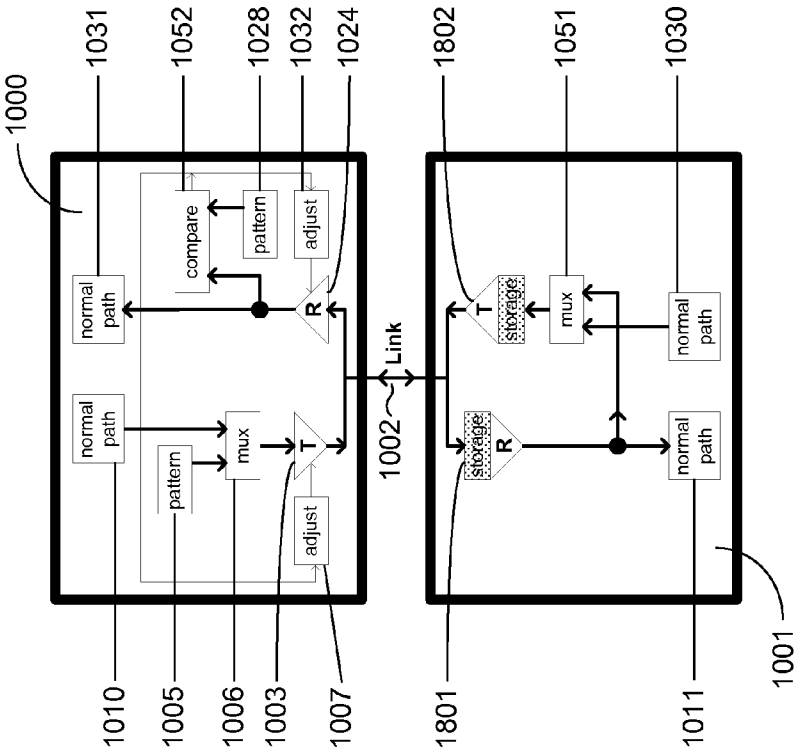 1000
1031
1010
normal
path
normal
path
1052
1005
pattern
compare
1028
1006
mux
pattern
1032
1003
T
R
adjust
1024
1007
adjust
1002
Link
1802
1801
storage
R
T
storage
1051
mux
1030
1011
normal
path
normal
path
1001